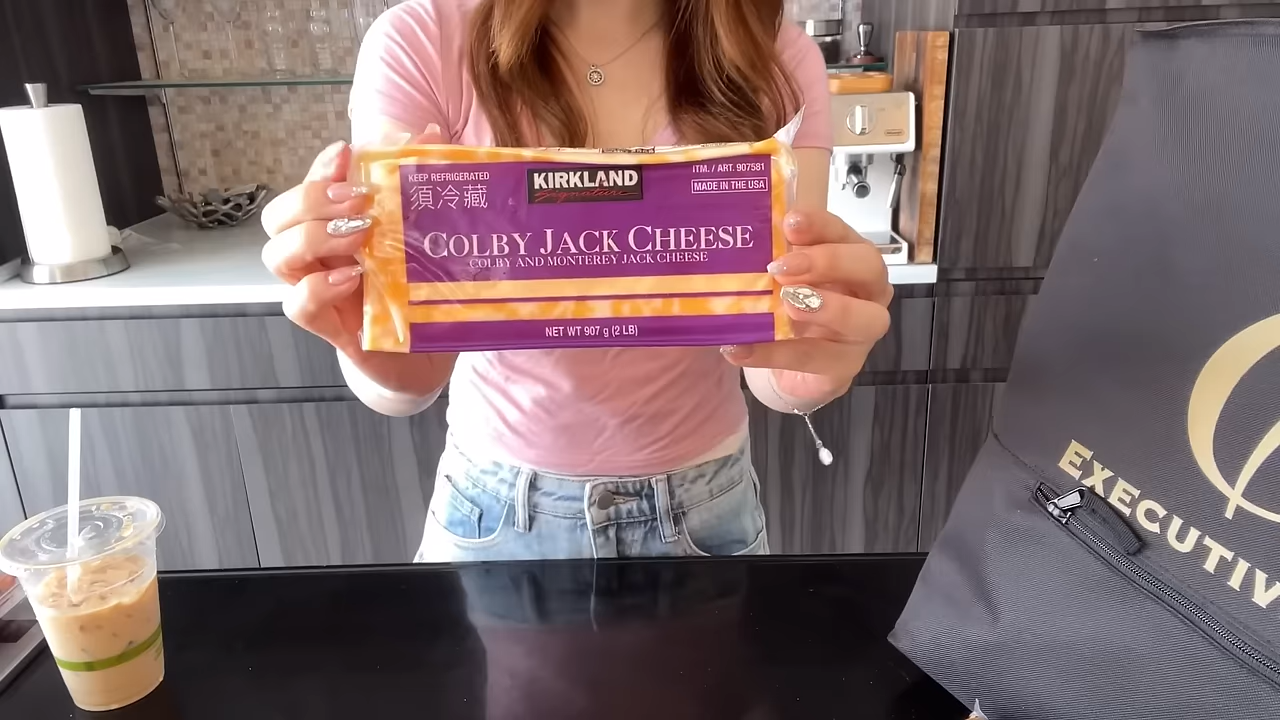 KEEP REFRIGERATED
須冷藏
KIRKLAND
Signature
ITM. / ART. 907581
MADE IN THE USA
COLBY JACK CHEESE
COLBY AND MONTEREY JACK CHEESE
NET WT 907 g (2 LB)
EXECUTIV